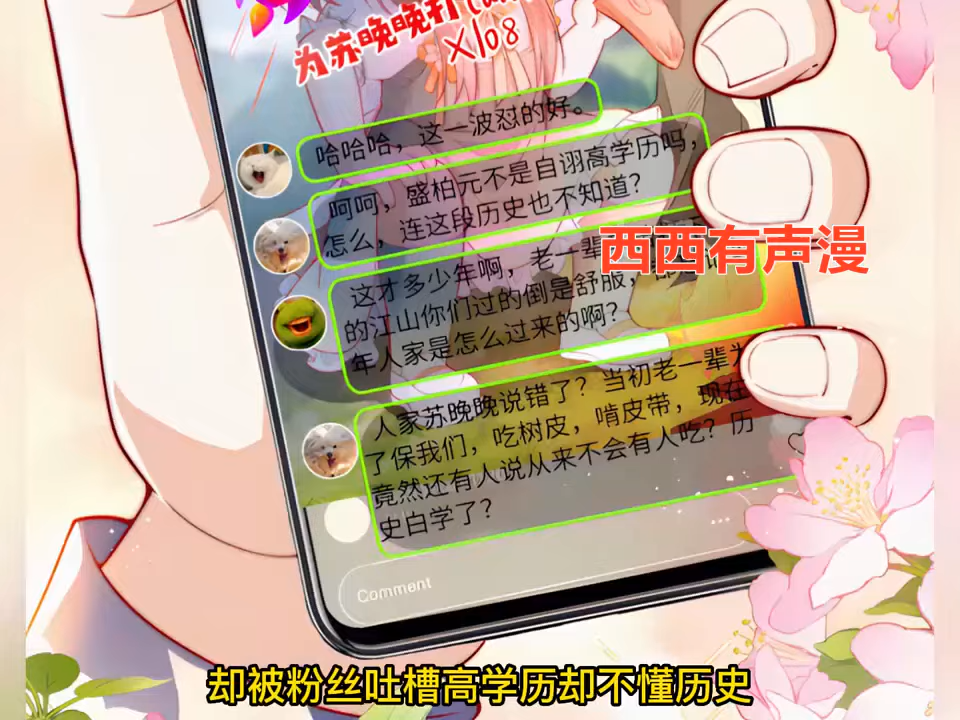 为苏晚晚打call
X108
哈哈哈，这一波怼的好。
呵呵，盛柏元不是自诩高学历吗，
怎么，连这段历史也不知道？
这才多少年啊，老一辈
的江山你们过的倒是舒服，
年人家是怎么过来的啊？
人家苏晚晚说错了？当初老一辈为
了保我们，吃树皮，啃皮带，现在
竟然还有人说从来不会有人吃？历
史白学了？
Comment
西西有声漫
却被粉丝吐槽高学历却不懂历史